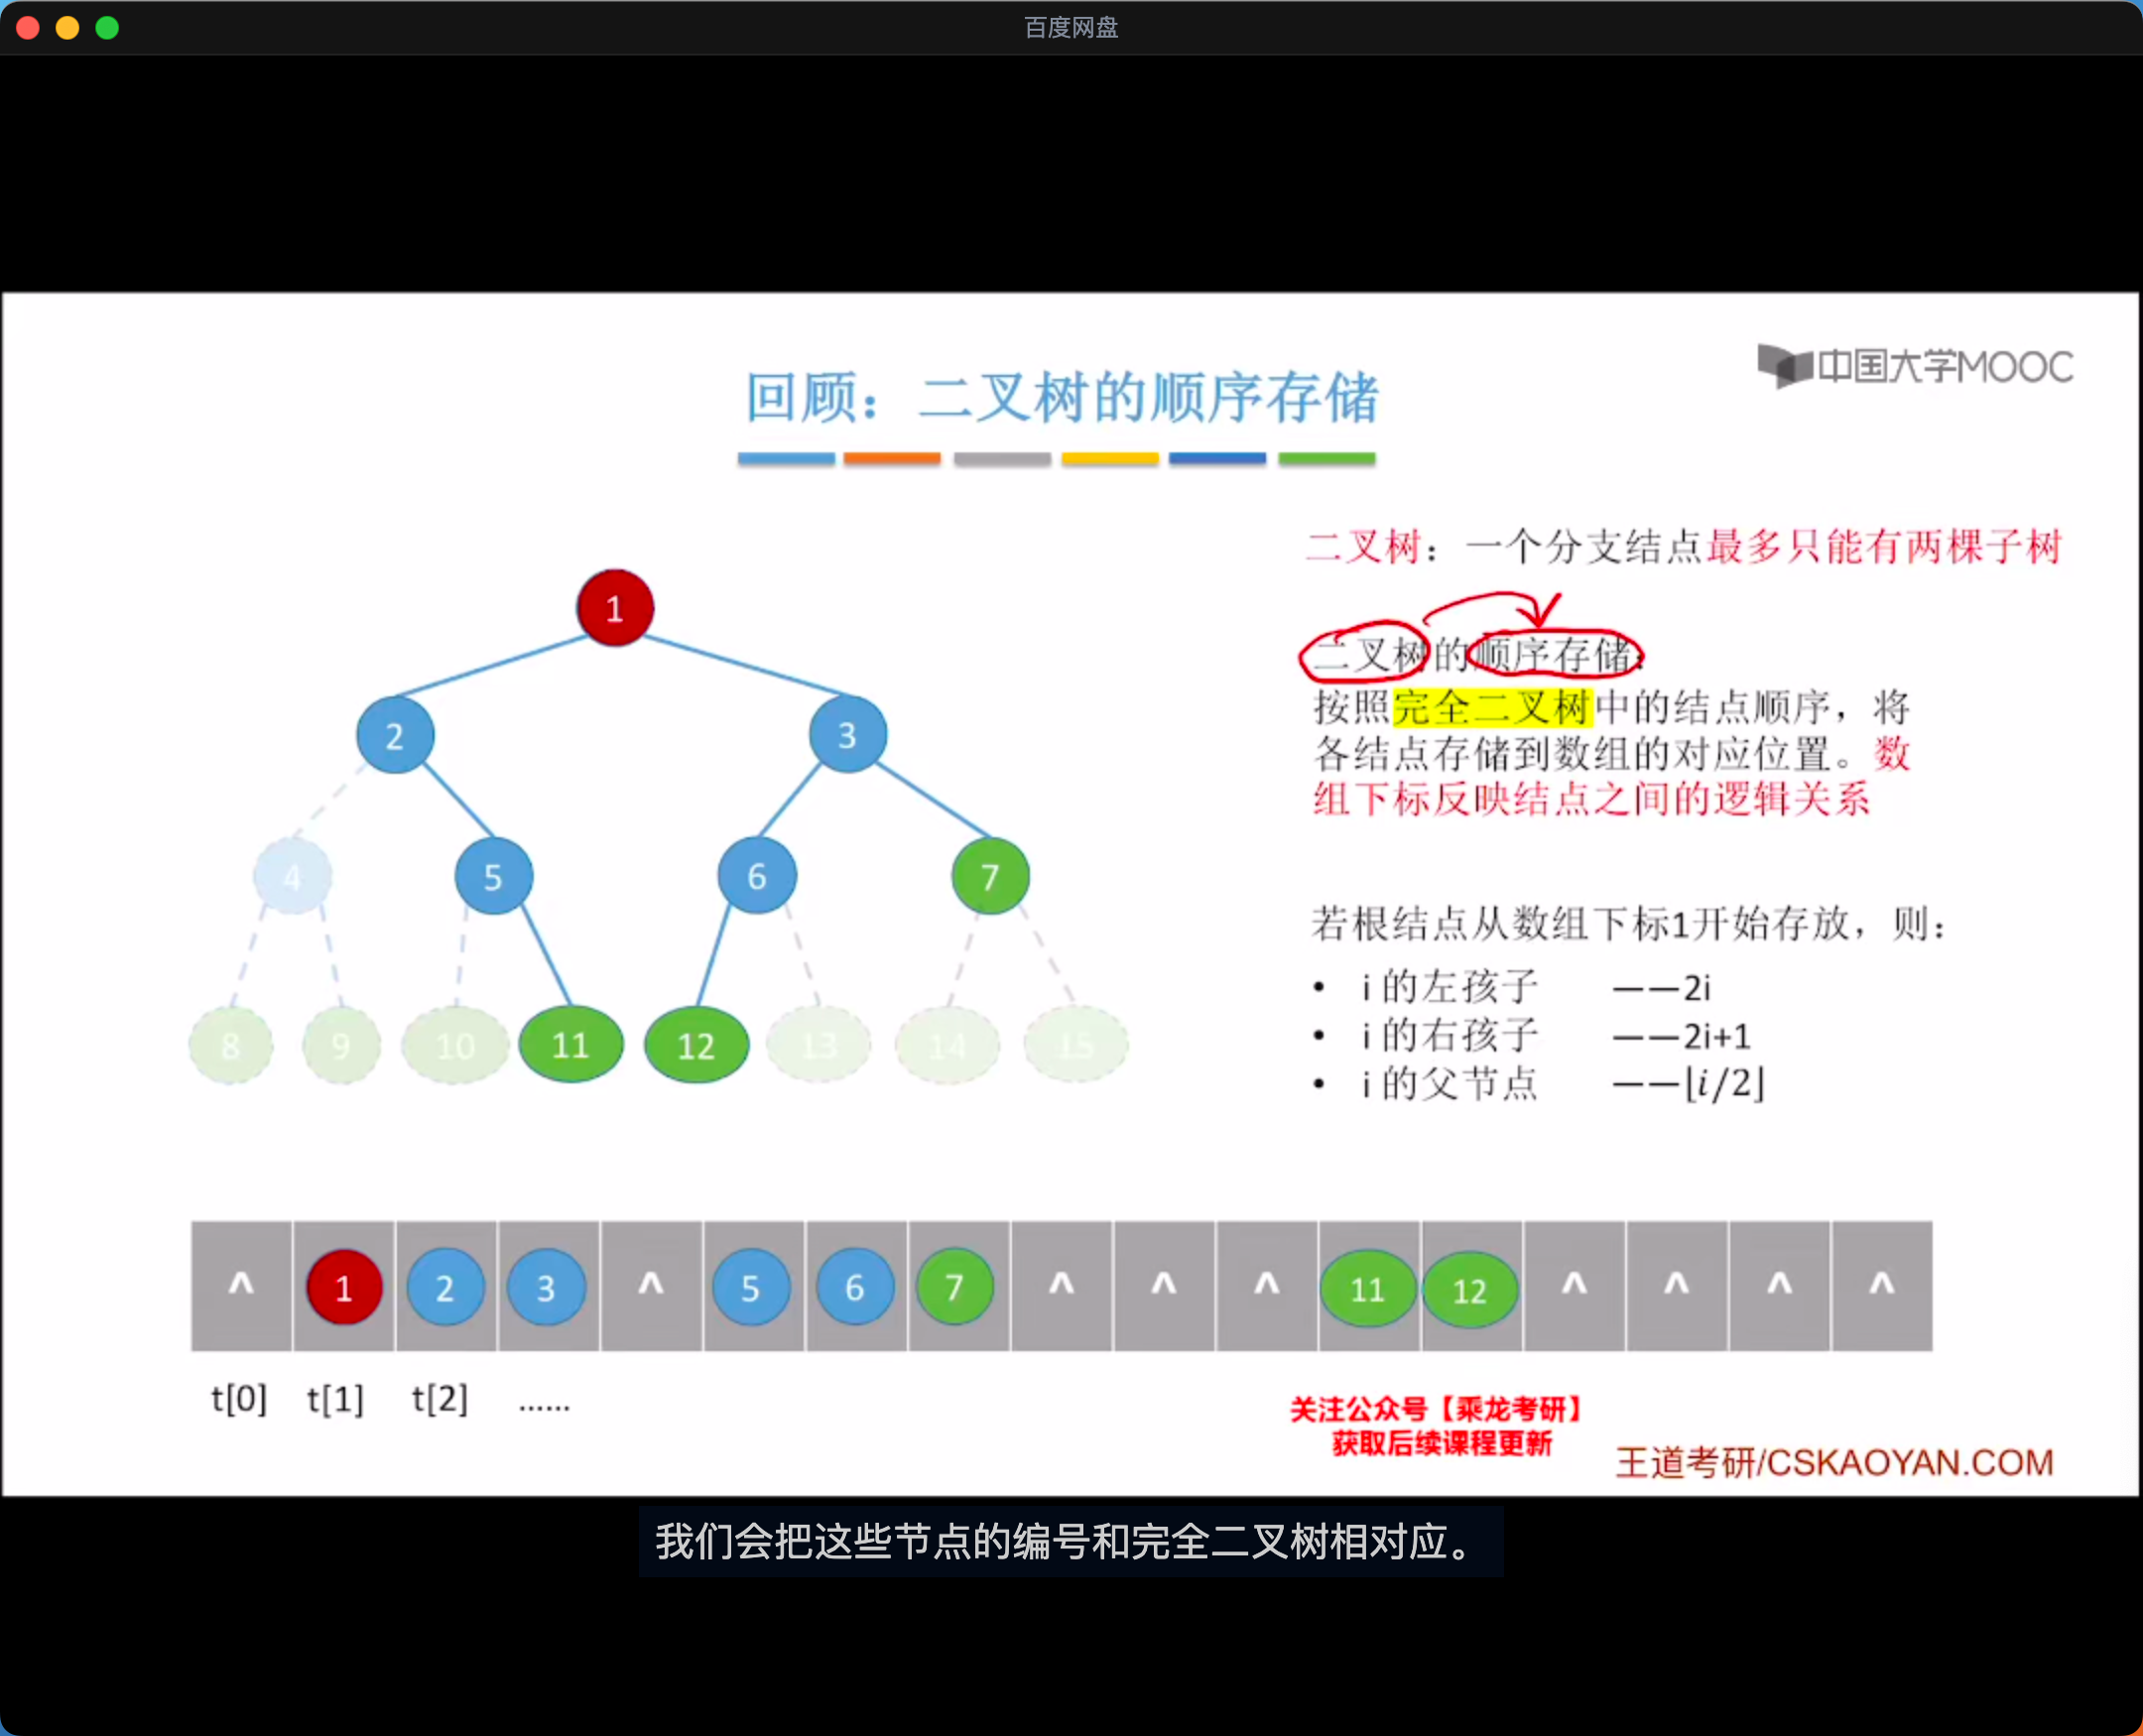 百度网盘
中国大学MOOC
回顾：二叉树的顺序存储
二叉树：一个分支结点最多只能有两棵子树
二叉树的顺序存储：
按照完全二叉树中的结点顺序，将
各结点存储到数组的对应位置。数
组下标反映结点之间的逻辑关系
若根结点从数组下标1开始存放，则：
• i 的左孩子 ——2i
• i 的右孩子 ——2i+1
• i 的父节点 ——⌊i/2⌋
1
2 3
4 5 6 7
8 9 10 11 12 13 14 15
^ 1 2 3 ^ 5 6 7 ^ ^ ^ 11 12 ^ ^ ^ ^
t[0] t[1] t[2] ......
关注公众号【乘龙考研】
获取后续课程更新
王道考研/CSKAOYAN.COM
我们会把这些节点的编号和完全二叉树相对应。